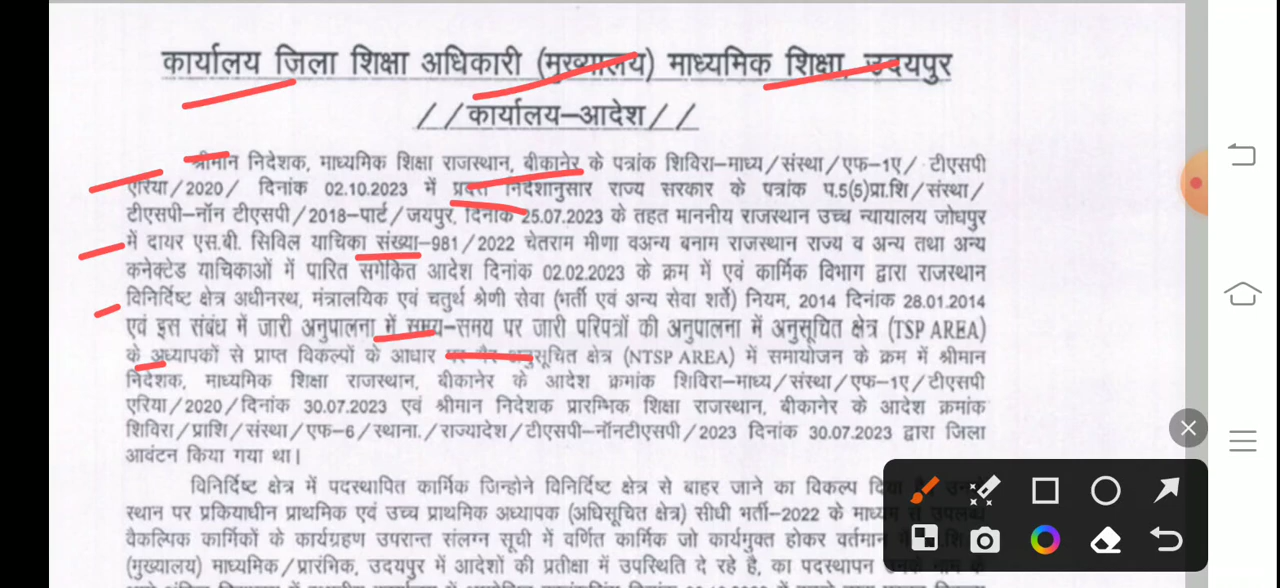 कार्यालय जिला शिक्षा अधिकारी (मुख्यालय) माध्यमिक शिक्षा, उदयपुर
//कार्यालय–आदेश//
श्रीमान निदेशक, माध्यमिक शिक्षा राजस्थान, बीकानेर के पत्रांक शिविरा–माध्य/संस्था/एफ–1ए/ टीएसपी
एरिया/2020/ दिनांक 02.10.2023 में प्रदत्त निर्देशानुसार राज्य सरकार के पत्रांक प.5(5)प्रा.शि/संस्था/
टीएसपी–नॉन टीएसपी/2018–पार्ट/जयपुर, दिनांक 25.07.2023 के तहत माननीय राजस्थान उच्च न्यायालय जोधपुर
में दायर एस.बी. सिविल याचिका संख्या–981/2022 चेतराम मीणा वअन्य बनाम राजस्थान राज्य व अन्य तथा अन्य
कनेक्टेड याचिकाओं में पारित समेकित आदेश दिनांक 02.02.2023 के क्रम में एवं कार्मिक विभाग द्वारा राजस्थान
विनिर्दिष्ट क्षेत्र अधीनस्थ, मंत्रालयिक एवं चतुर्थ श्रेणी सेवा (भर्ती एवं अन्य सेवा शर्ते) नियम, 2014 दिनांक 28.01.2014
एवं इस संबंध में जारी अनुपालना में समय–समय पर जारी परिपत्रों की अनुपालना में अनुसूचित क्षेत्र (TSP AREA)
के अध्यापकों से प्राप्त विकल्पों के आधार पर गैर अनुसूचित क्षेत्र (NTSP AREA) में समायोजन के क्रम में श्रीमान
निदेशक, माध्यमिक शिक्षा राजस्थान, बीकानेर के आदेश क्रमांक शिविरा–माध्य/संस्था/एफ–1ए/टीएसपी
एरिया/2020/दिनांक 30.07.2023 एवं श्रीमान निदेशक प्रारम्भिक शिक्षा राजस्थान, बीकानेर के आदेश क्रमांक
शिविरा/प्राशि/संस्था/एफ–6/स्थाना./राज्यादेश/टीएसपी–नॉनटीएसपी/2023 दिनांक 30.07.2023 द्वारा जिला
आवंटन किया गया था।
विनिर्दिष्ट क्षेत्र में पदस्थापित कार्मिक जिन्होने विनिर्दिष्ट क्षेत्र से बाहर जाने का विकल्प
स्थान पर प्रकियाधीन प्राथमिक एवं उच्च प्राथमिक अध्यापक (अधिसूचित क्षेत्र) सीधी भर्ती–2022 के
वैकल्पिक कार्मिकों के कार्यग्रहण उपरान्त संलग्न सूची में वर्णित कार्मिक जो कार्यमुक्त होकर वर्तमान
(मुख्यालय) माध्यमिक/प्रारंभिक, उदयपुर में आदेशों की प्रतीक्षा में उपस्थिति दे रहे है, का पदस्थापन